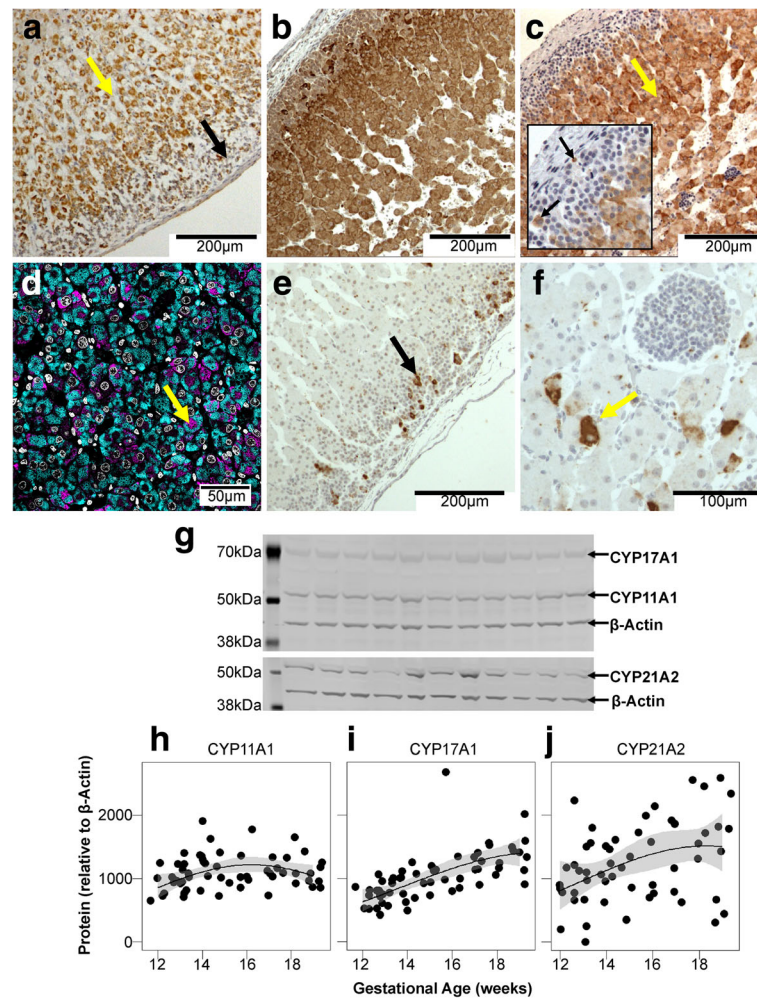 a
200µm
b
200µm
c
200µm
d
50µm
e
200µm
f
100µm
g
70kDa
CYP17A1
50kDa
CYP11A1
β-Actin
38kDa
50kDa
CYP21A2
β-Actin
38kDa
h
CYP11A1
i
CYP17A1
j
CYP21A2
Protein (relative to β-Actin)
2000
1000
0
12 14 16 18
12 14 16 18
12 14 16 18
Gestational Age (weeks)